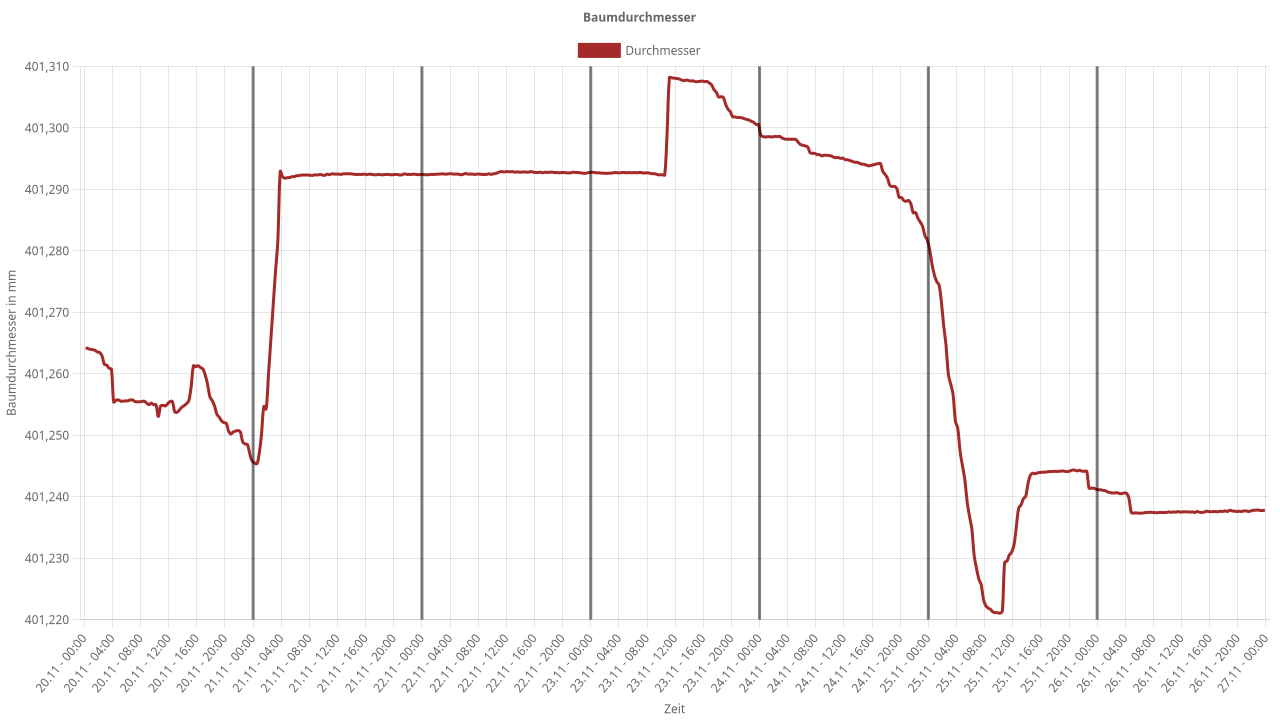 Baumdurchmesser
Durchmesser
Baumdurchmesser in mm
401,310
401,300
401,290
401,280
401,270
401,260
401,250
401,240
401,230
401,220
20.11 - 00:00
20.11 - 04:00
20.11 - 08:00
20.11 - 12:00
20.11 - 16:00
20.11 - 20:00
21.11 - 00:00
21.11 - 04:00
21.11 - 08:00
21.11 - 12:00
21.11 - 16:00
21.11 - 20:00
22.11 - 00:00
22.11 - 04:00
22.11 - 08:00
22.11 - 12:00
22.11 - 16:00
22.11 - 20:00
23.11 - 00:00
23.11 - 04:00
23.11 - 08:00
23.11 - 12:00
23.11 - 16:00
23.11 - 20:00
24.11 - 00:00
24.11 - 04:00
24.11 - 08:00
24.11 - 12:00
24.11 - 16:00
24.11 - 20:00
25.11 - 00:00
25.11 - 04:00
25.11 - 08:00
25.11 - 12:00
25.11 - 16:00
25.11 - 20:00
26.11 - 00:00
26.11 - 04:00
26.11 - 08:00
26.11 - 12:00
26.11 - 16:00
26.11 - 20:00
27.11 - 00:00
Zeit